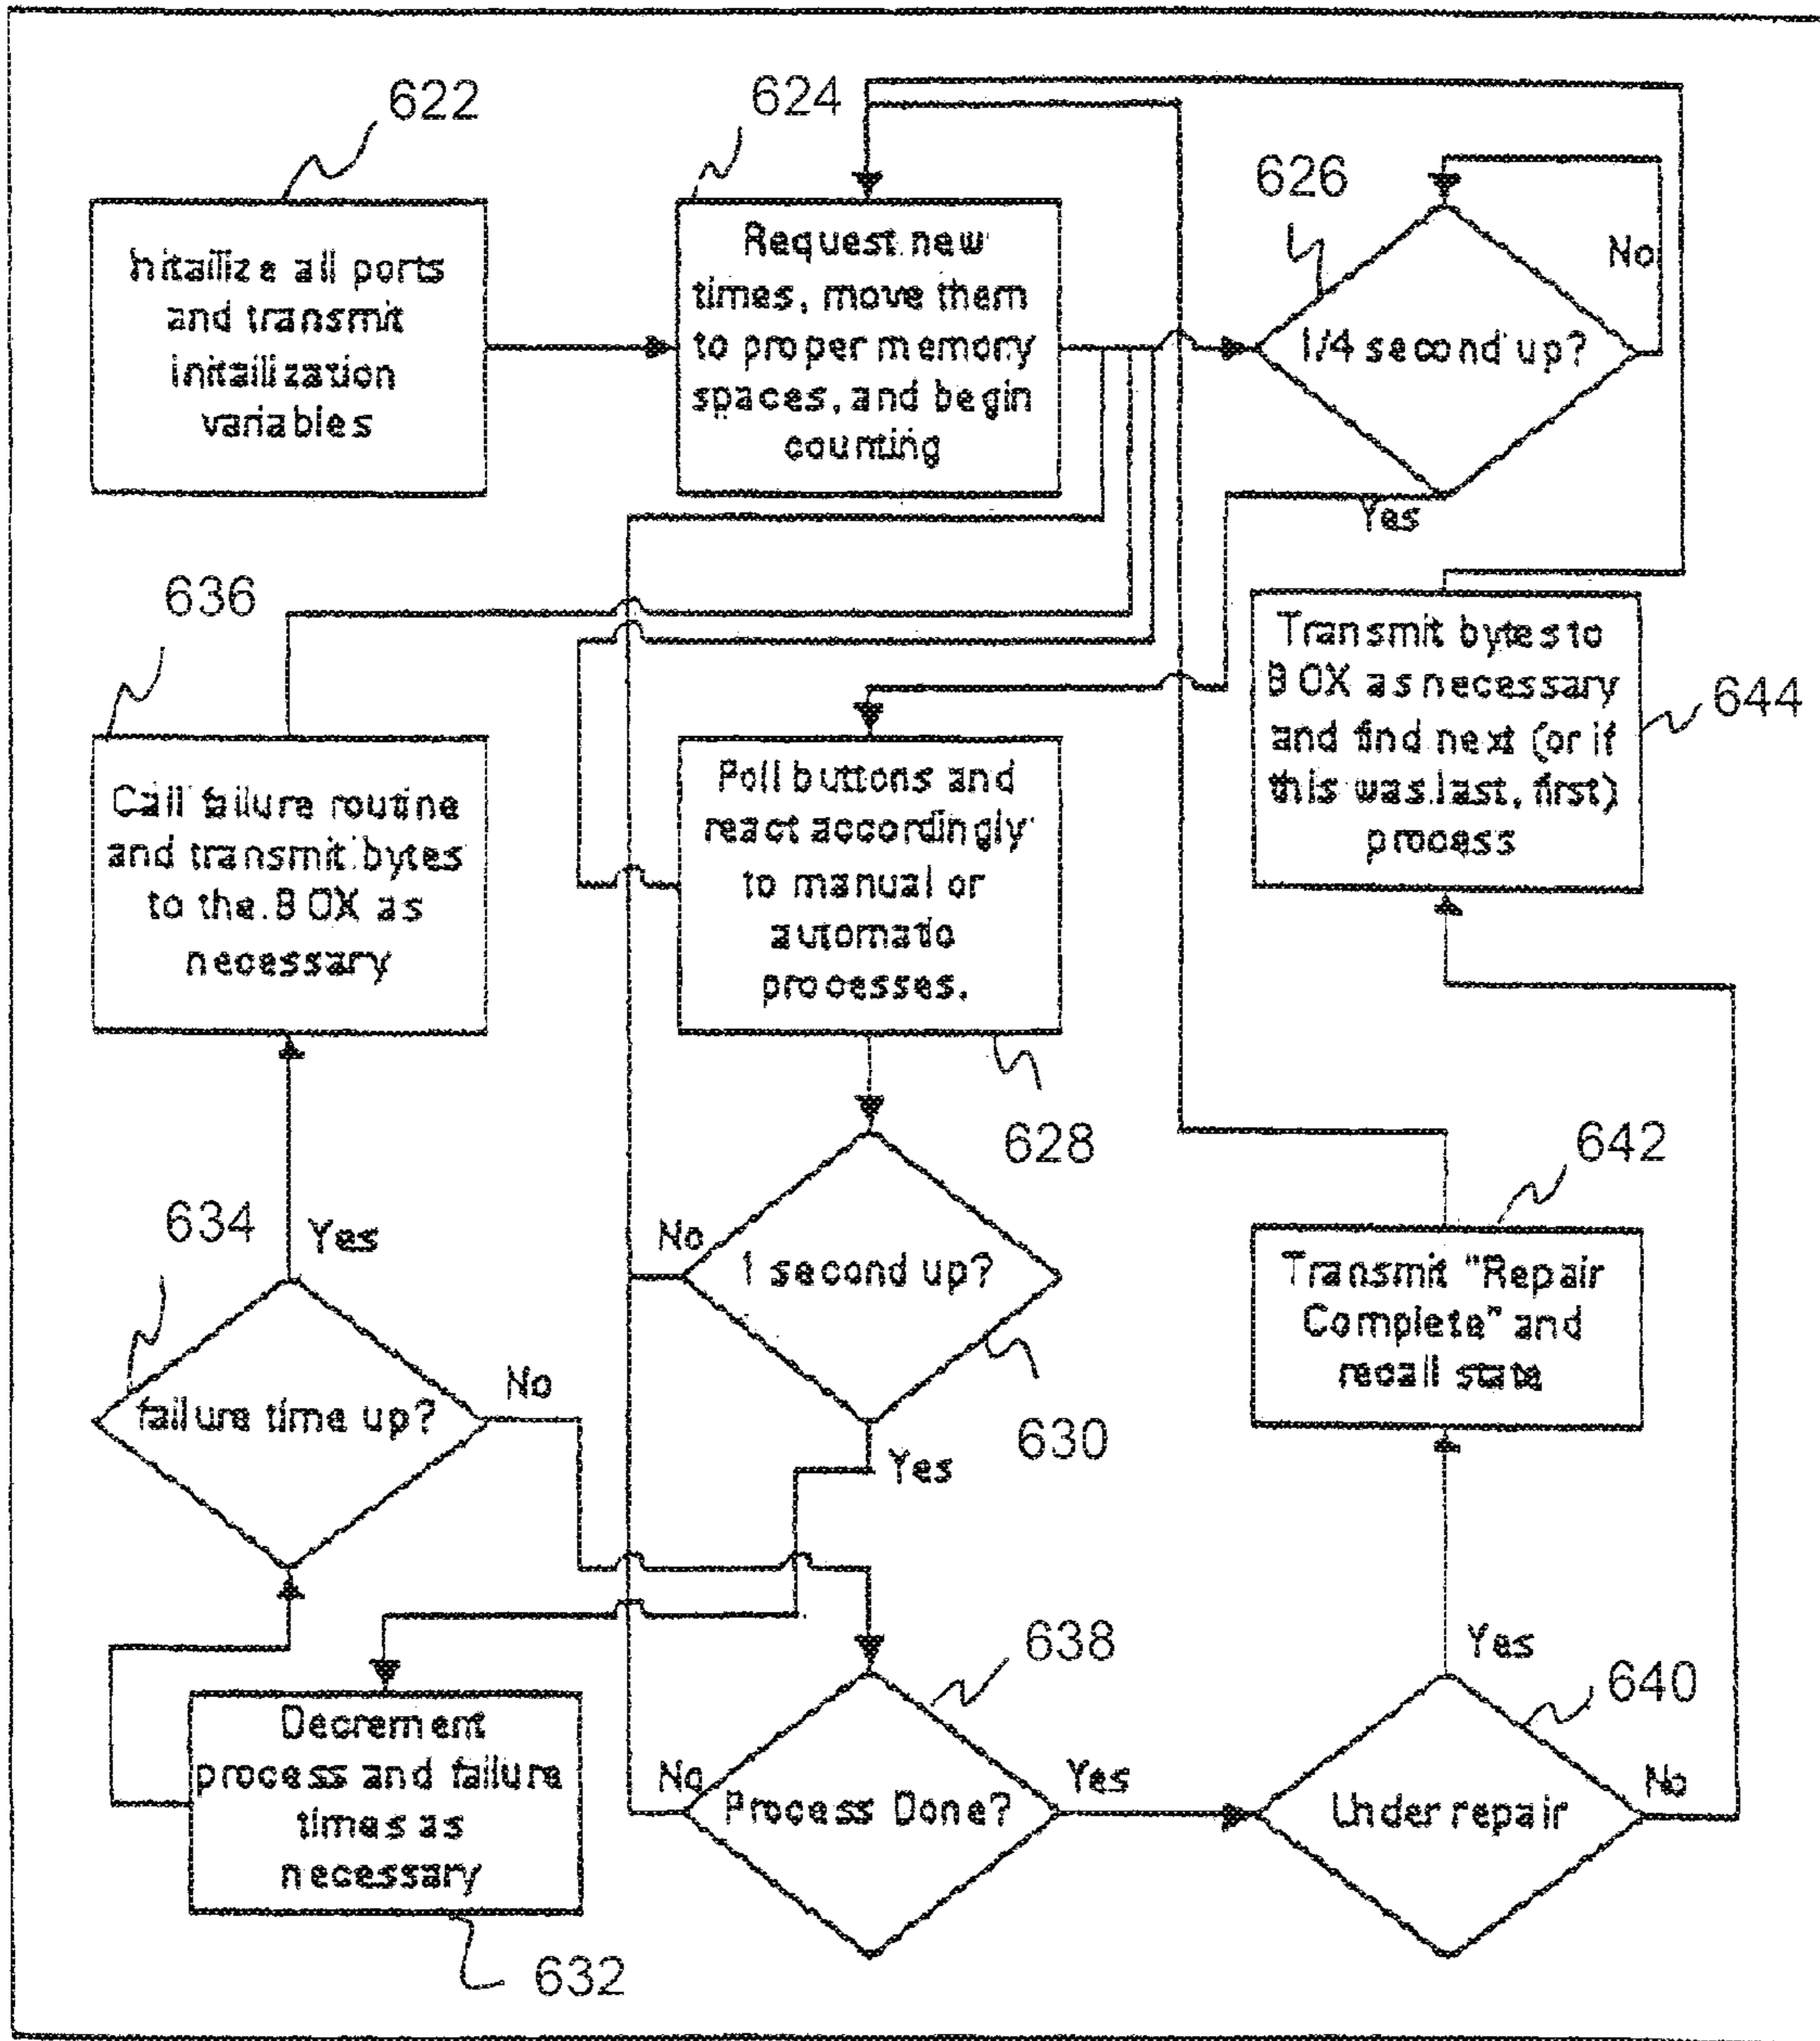 622
Initailize all ports
and transmit
initailization
variables
624
Request new
times, move them
to proper memory
spaces, and begin
counting
626
1/4 second up?
No
Yes
636
Call failure routine
and transmit bytes
to the BOX as
necessary
Poll buttons and
react accordingly
to manual or
automatic
processes.
628
Transmit bytes to
BOX as necessary
and find next (or if
this was last, first)
process
644
634
Yes
failure time up?
No
No
1 second up?
630
Yes
642
Transmit "Repair
Complete" and
recall state
Decrement
process and failure
times as
necessary
632
638
No
Process Done?
Yes
Yes
640
Under repair
No